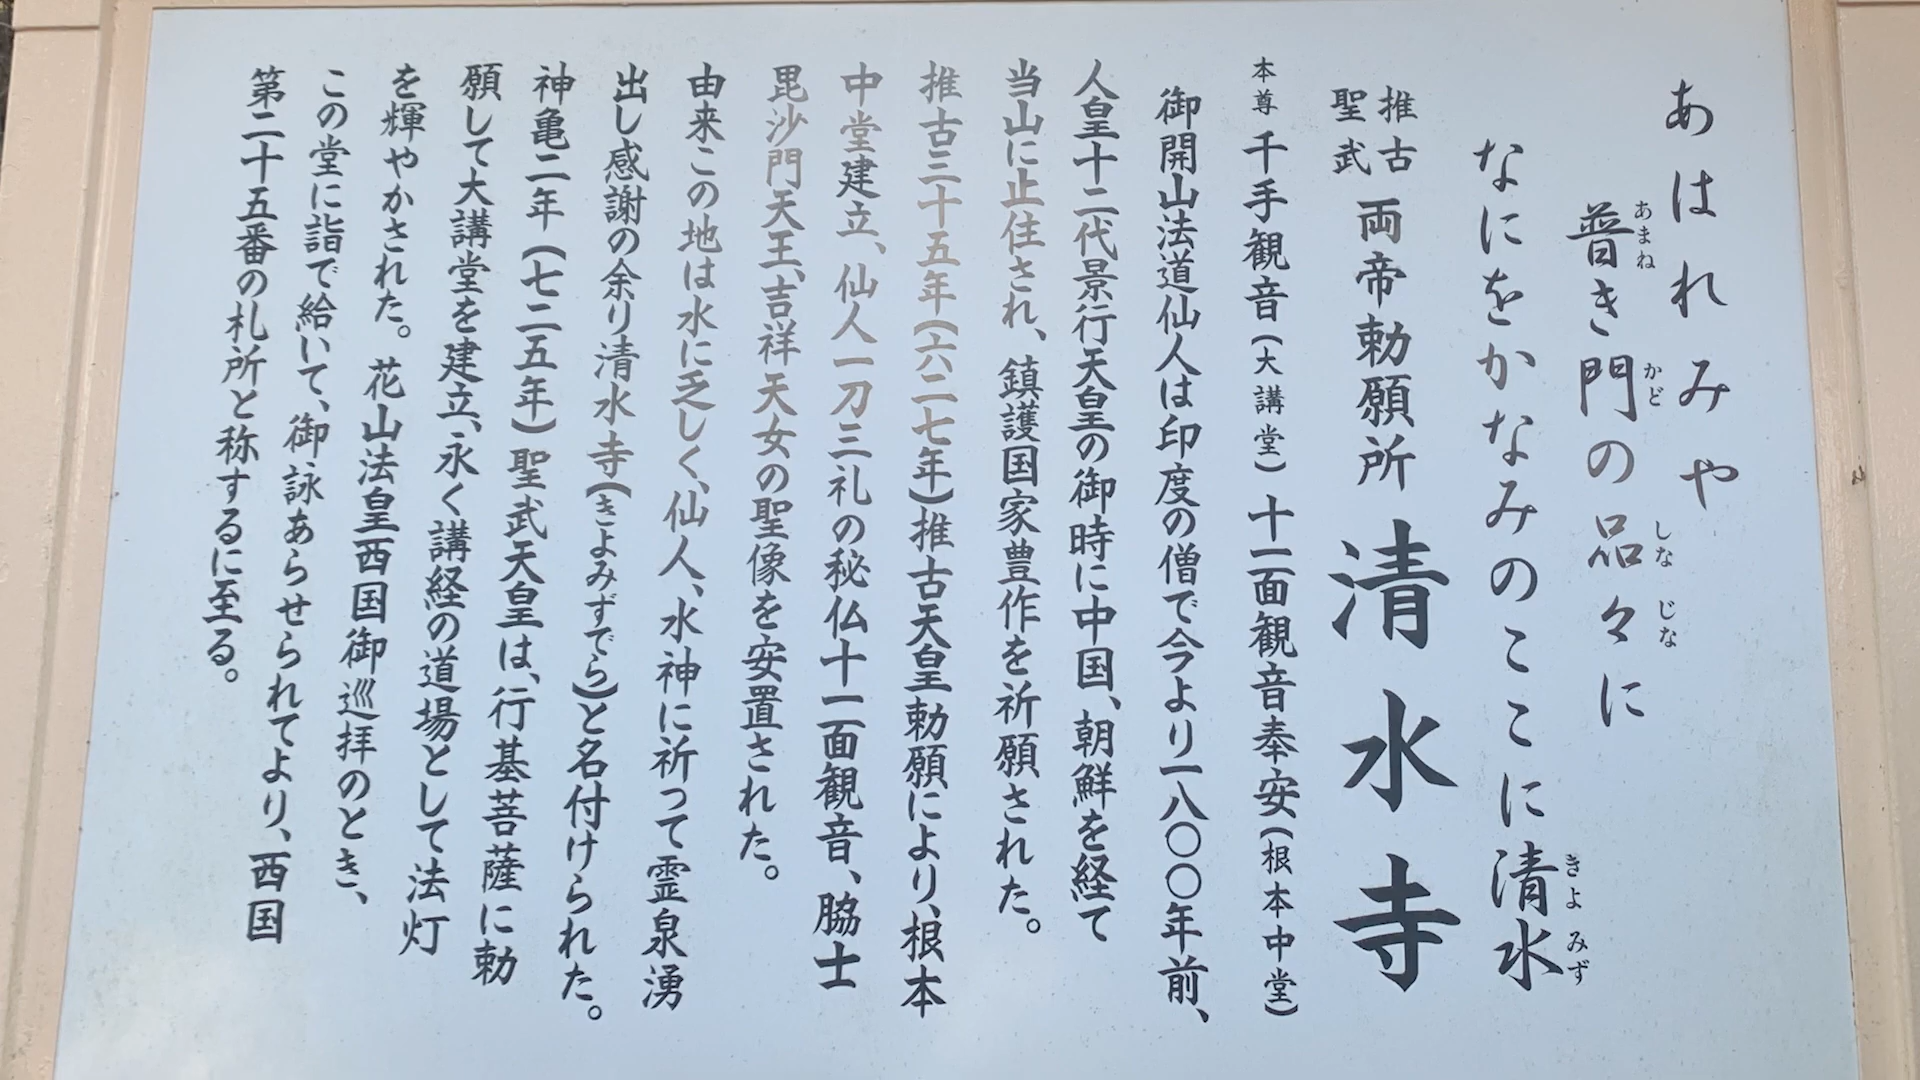 あはれみや
普き門の品々に
あまね
かど
しなじな
なにをかなみのここに清水
きよみず
推古
聖武
両帝勅願所 清水寺
本尊 千手観音(大講堂)十一面観音奉安(根本中堂)
御開山法道仙人は印度の僧で今より一八〇〇年前、
人皇十二代景行天皇の御時に中国、朝鮮を経て
当山に止住され、鎮護国家豊作を祈願された。
推古三十五年(六二七年)推古天皇勅願により、根本
中堂建立、仙人一刀三礼の秘仏十一面観音、脇士
毘沙門天王、吉祥天女の聖像を安置された。
由来この地は水に乏しく、仙人、水神に祈って霊泉湧
出し感謝の余り清水寺(きよみずでら)と名付けられた。
神亀二年(七二五年)聖武天皇は、行基菩薩に勅
願して大講堂を建立、永く講経の道場として法灯
を輝やかされた。花山法皇西国御巡拝のとき、
この堂に詣で給いて、御詠あらせられてより、西国
第二十五番の札所と称するに至る。